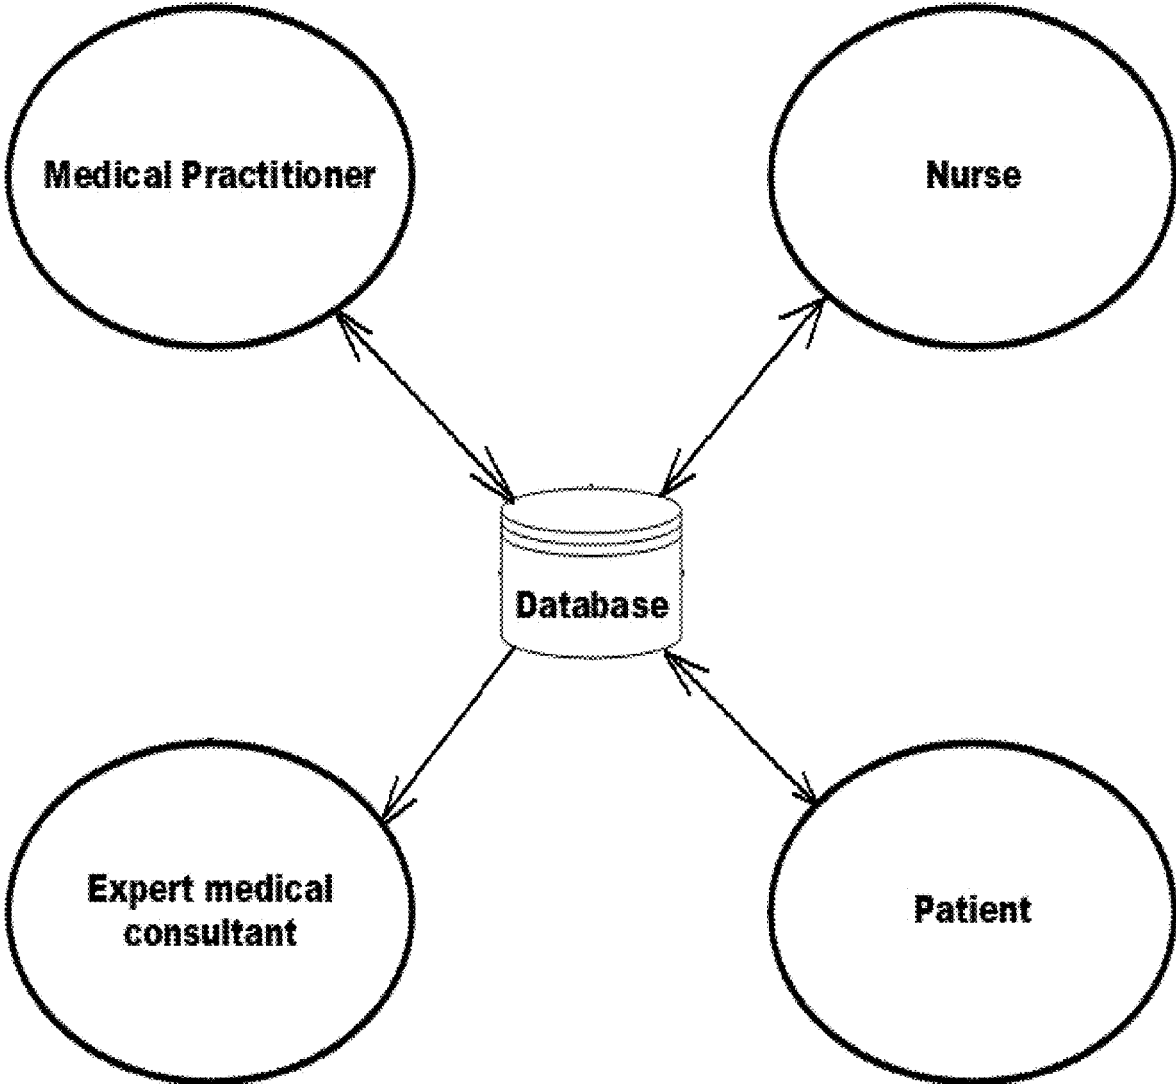 Medical Practitioner
Nurse
Database
Expert medical
consultant
Patient